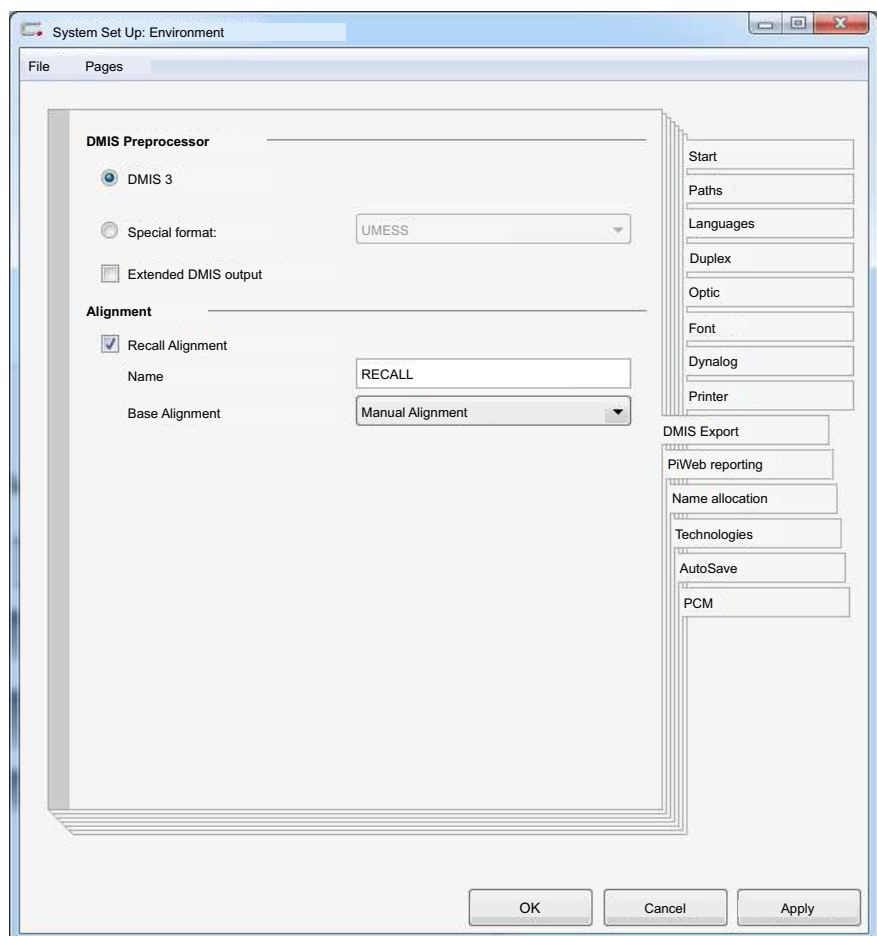 System Set Up: Environment
File Pages
DMIS Preprocessor
DMIS 3
Special format: UMESS
Extended DMIS output
Alignment
Recall Alignment
Name RECALL
Base Alignment Manual Alignment
Start
Paths
Languages
Duplex
Optic
Font
Dynalog
Printer
DMIS Export
PiWeb reporting
Name allocation
Technologies
AutoSave
PCM
OK Cancel Apply